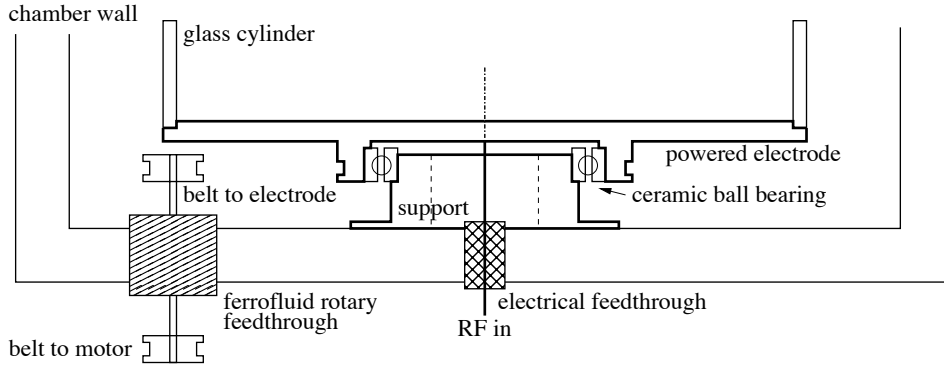 chamber wall
glass cylinder
powered electrode
belt to electrode
ceramic ball bearing
support
ferrofluid rotary
feedthrough
electrical feedthrough
RF in
belt to motor